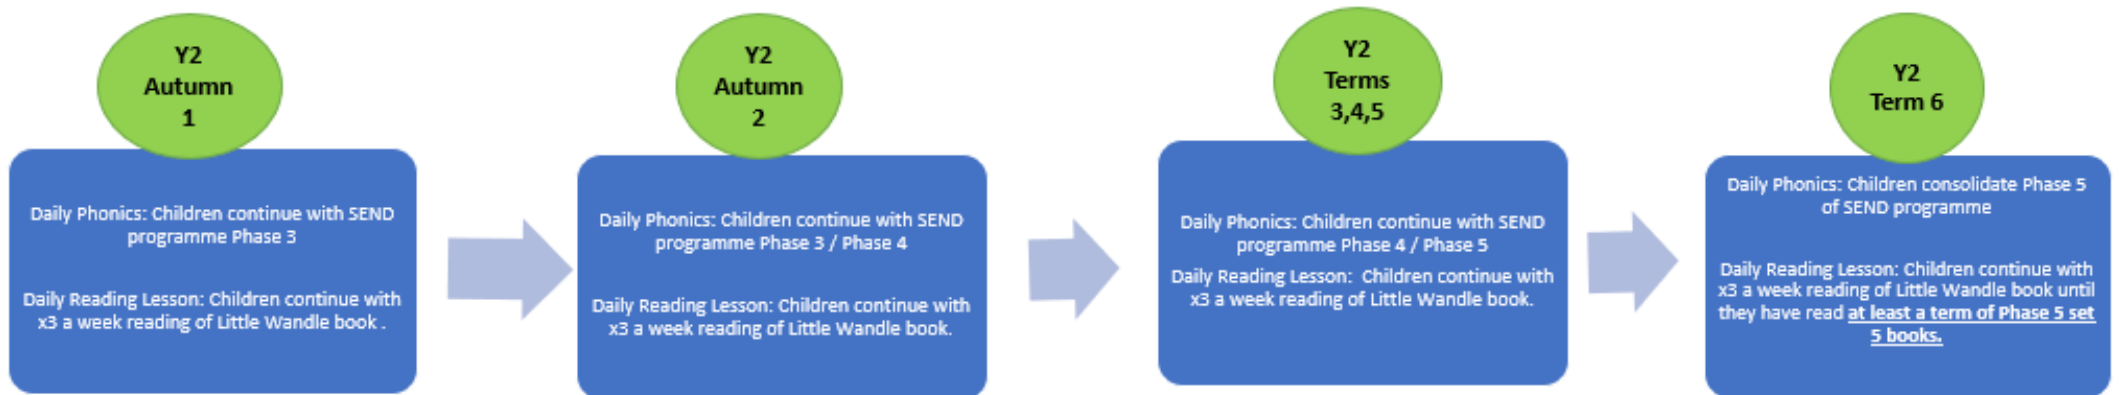 Y2
Autumn
1
Daily Phonics: Children continue with SEND
programme Phase 3
Daily Reading Lesson: Children continue with
x3 a week reading of Little Wandle book .
Y2
Autumn
2
Daily Phonics: Children continue with SEND
programme Phase 3 / Phase 4
Daily Reading Lesson: Children continue with
x3 a week reading of Little Wandle book.
Y2
Terms
3,4,5
Daily Phonics: Children continue with SEND
programme Phase 4 / Phase 5
Daily Reading Lesson:  Children continue with
x3 a week reading of Little Wandle book.
Y2
Term 6
Daily Phonics: Children consolidate Phase 5
of SEND programme
Daily Reading Lesson: Children continue with
x3 a week reading of Little Wandle book until
they have read at least a term of Phase 5 set
5 books.